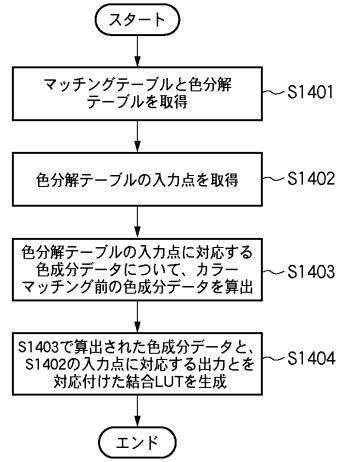 スタート
マッチングテーブルと色分解
テーブルを取得
S1401
色分解テーブルの入力点を取得
S1402
色分解テーブルの入力点に対応する
色成分データについて、カラー
マッチング前の色成分データを算出
S1403
S1403で算出された色成分データと、
S1402の入力点に対応する出力とを
対応付けた結合LUTを生成
S1404
エンド